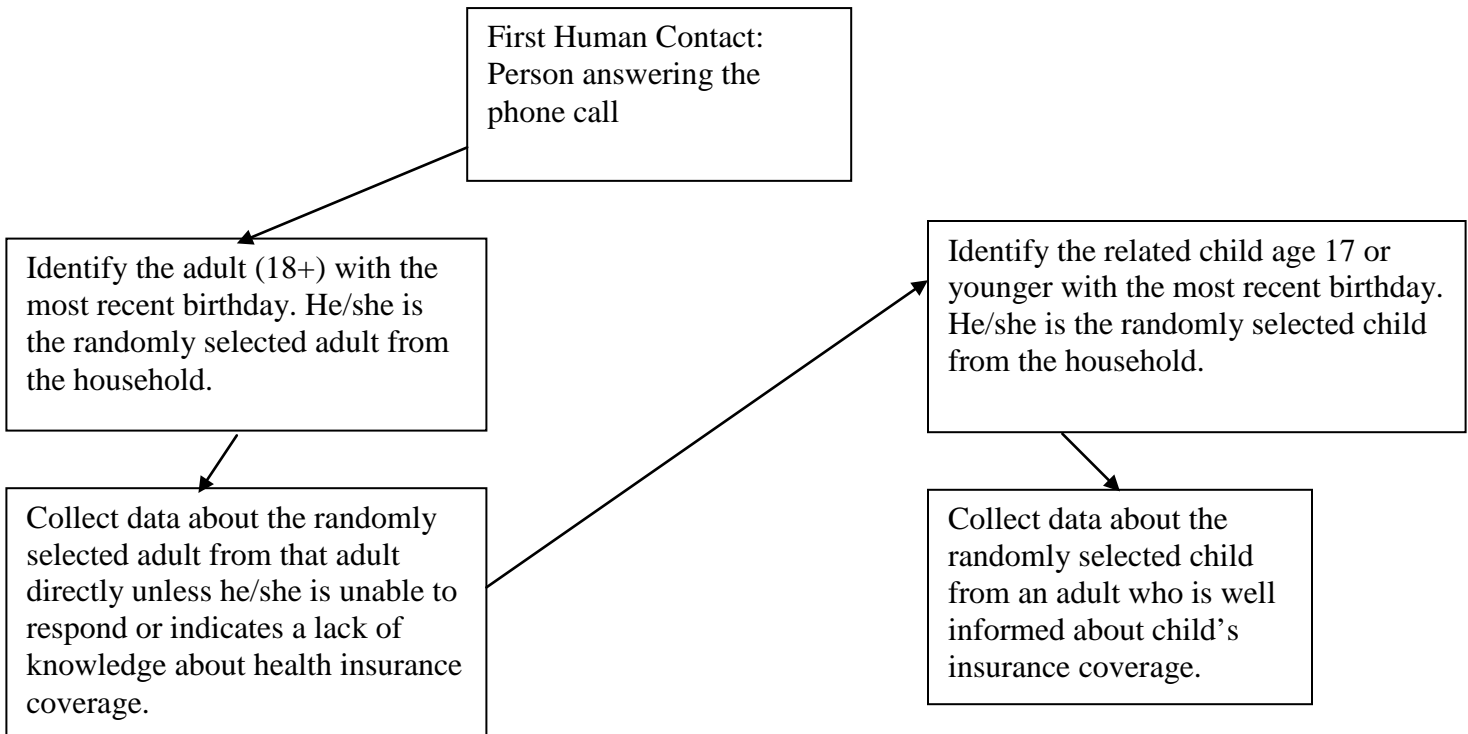 First Human Contact:
Person answering the
phone call
Identify the adult (18+) with the
most recent birthday. He/she is
the randomly selected adult from
the household.
Collect data about the randomly
selected adult from that adult
directly unless he/she is unable to
respond or indicates a lack of
knowledge about health insurance
coverage.
Identify the related child age 17 or
younger with the most recent birthday.
He/she is the randomly selected child
from the household.
Collect data about the
randomly selected child
from an adult who is well
informed about child’s
insurance coverage.